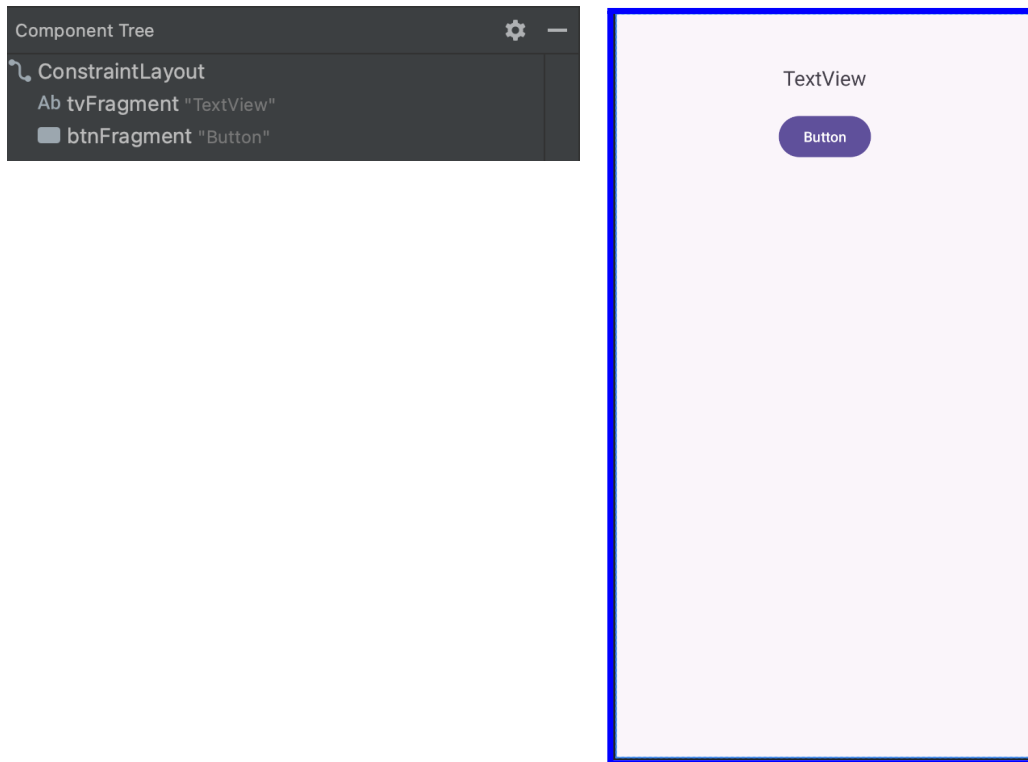 Component Tree
ConstraintLayout
Ab tvFragment "TextView"
btnFragment "Button"
TextView
Button